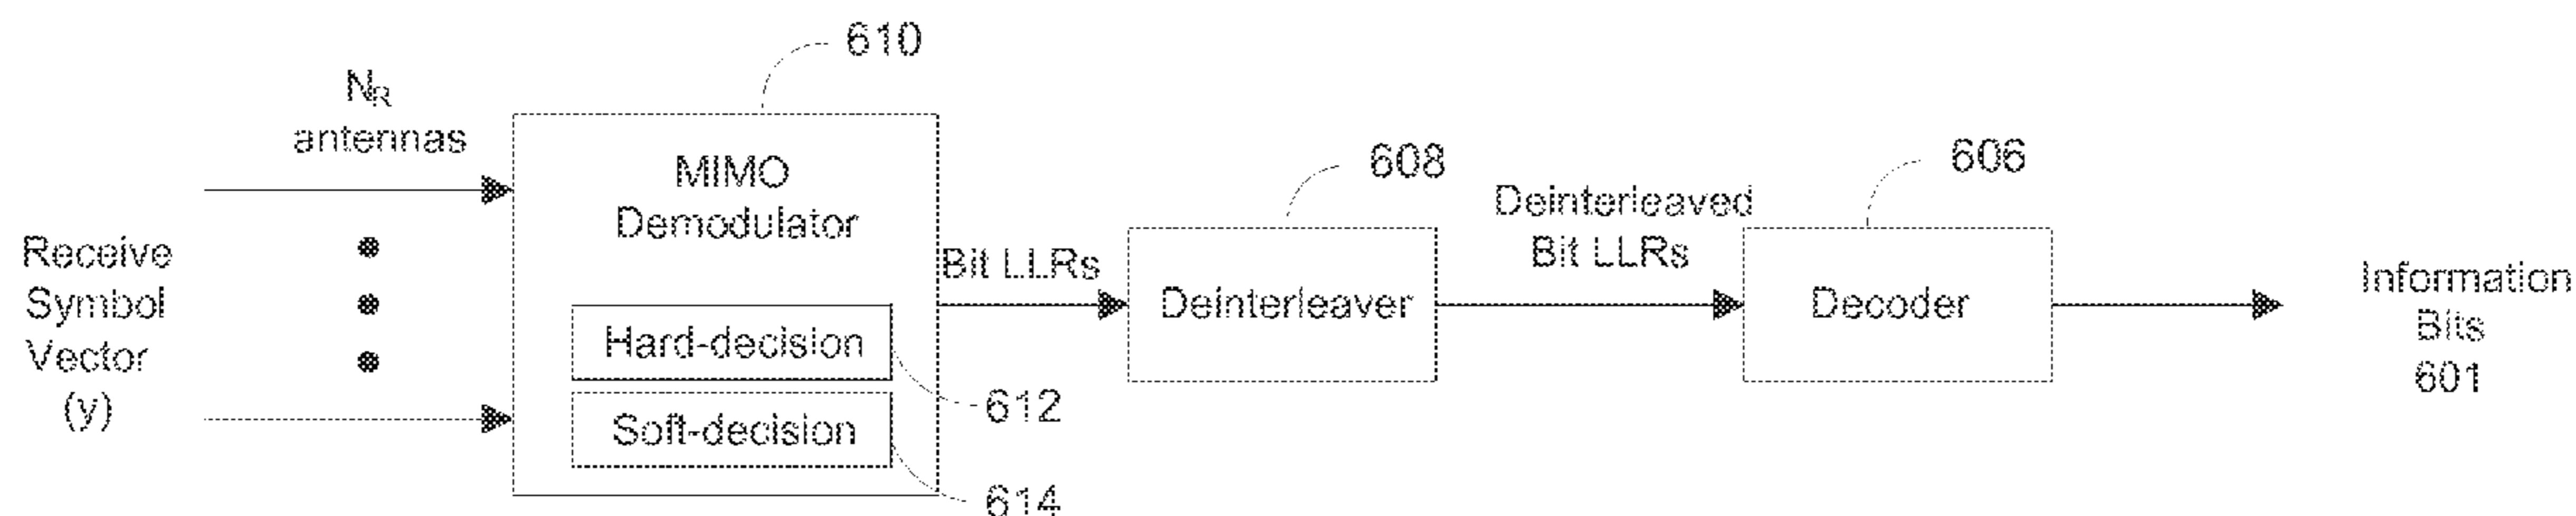 610
N_R
antennas
Receive
Symbol
Vector
(y)
MIMO
Demodulator
Hard-decision
Soft-decision
612
614
Bit LLRs
608
Deinterleaver
Deinterleaved
Bit LLRs
606
Decoder
Information
Bits
601